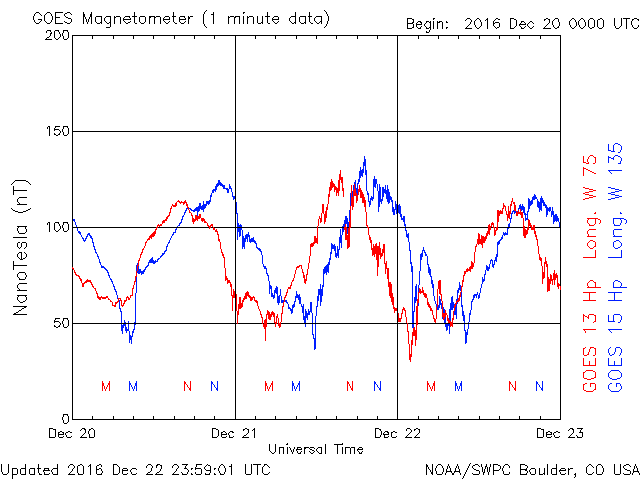 GOES Magnetometer (1 minute data)
Begin: 2016 Dec 20 0000 UTC
200
150
100
50
0
NanoTesla (nT)
M M N N M M N N M M N N
Dec 20 Dec 21 Dec 22 Dec 23
Universal Time
GOES 13 Hp Long. W 75
GOES 15 Hp Long. W 135
Updated 2016 Dec 22 23:59:01 UTC
NOAA/SWPC Boulder, CO USA